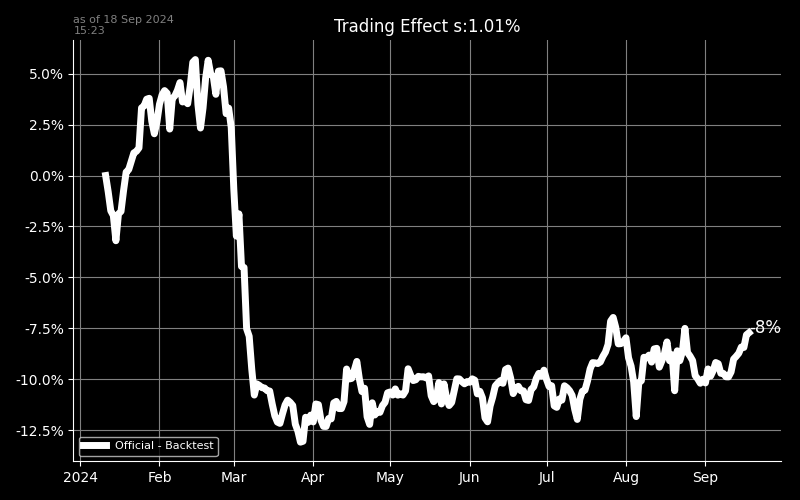 as of 18 Sep 2024
15:23
Trading Effect s:1.01%
5.0%
2.5%
0.0%
-2.5%
-5.0%
-7.5%
-10.0%
-12.5%
-8%
Official - Backtest
2024 Feb Mar Apr May Jun Jul Aug Sep